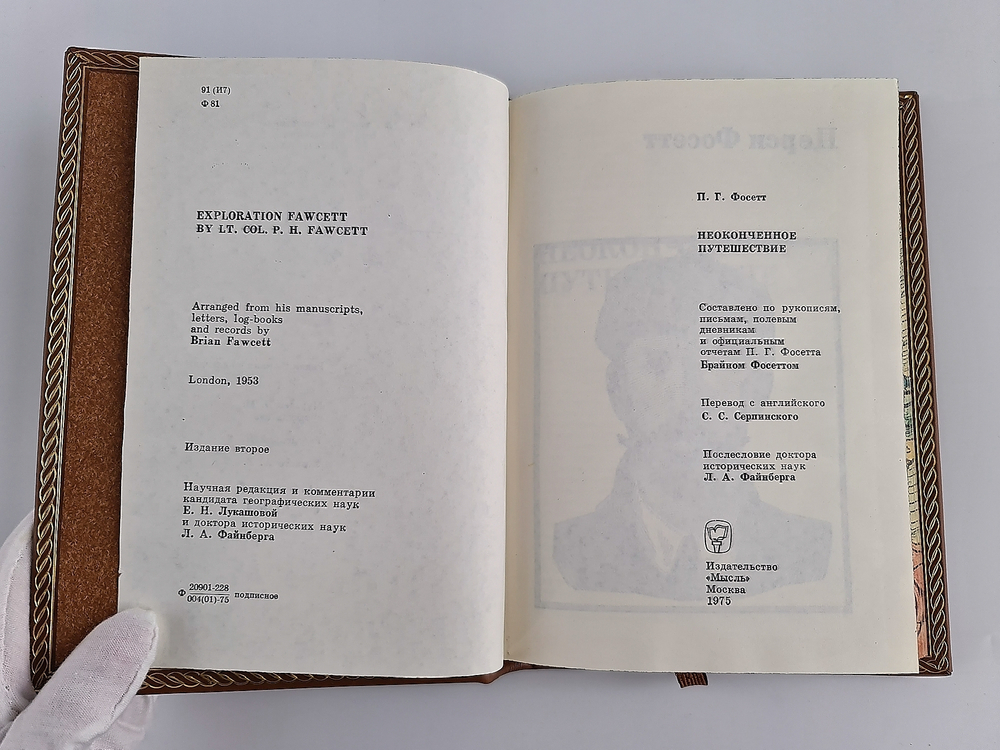 91 (И7)
Ф 81
EXPLORATION FAWCETT
BY LT. COL. P. H. FAWCETT
Arranged from his manuscripts,
letters, log-books
and records by
Brian Fawcett
London, 1953
Издание второе
Научная редакция и комментарии
кандидата географических наук
Е. Н. Лукашовой
и доктора исторических наук
Л. А. Файнберга
Ф 20901-228
004(01)-75 подписное
П. Г. Фосетт
НЕОКОНЧЕННОЕ
ПУТЕШЕСТВИЕ
Составлено по рукописям,
письмам, полевым
дневникам
и официальным
отчетам П. Г. Фосетта
Брайном Фосеттом
Перевод с английского
С. С. Серпинского
Послесловие доктора
исторических наук
Л. А. Файнберга
Издательство
«Мысль»
Москва
1975